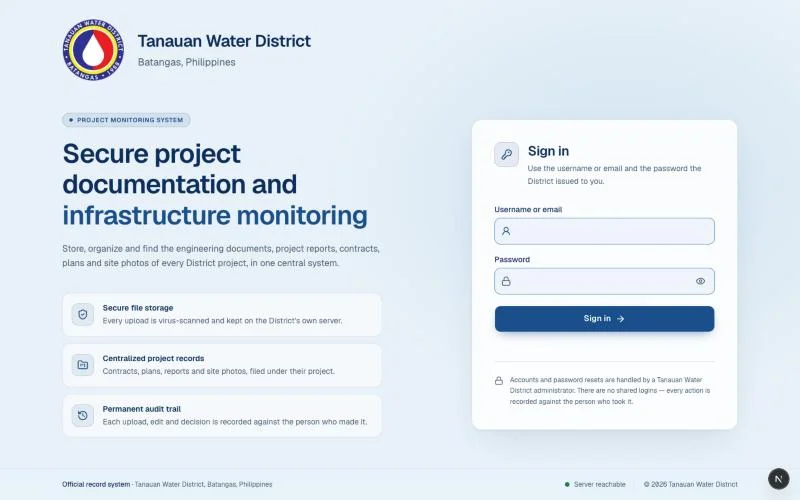 TANAUAN WATER DISTRICT
BATANGAS • 1985
Tanauan Water District
Batangas, Philippines
PROJECT MONITORING SYSTEM
Secure project
documentation and
infrastructure monitoring
Store, organize and find the engineering documents, project reports, contracts,
plans and site photos of every District project, in one central system.
Secure file storage
Every upload is virus-scanned and kept on the District's own server.
Centralized project records
Contracts, plans, reports and site photos, filed under their project.
Permanent audit trail
Each upload, edit and decision is recorded against the person who made it.
Sign in
Use the username or email and the password the
District issued to you.
Username or email
Password
Sign in →
Accounts and password resets are handled by a Tanauan Water
District administrator. There are no shared logins — every action is
recorded against the person who took it.
Official record system · Tanauan Water District, Batangas, Philippines
Server reachable
© 2026 Tanauan Water District
N